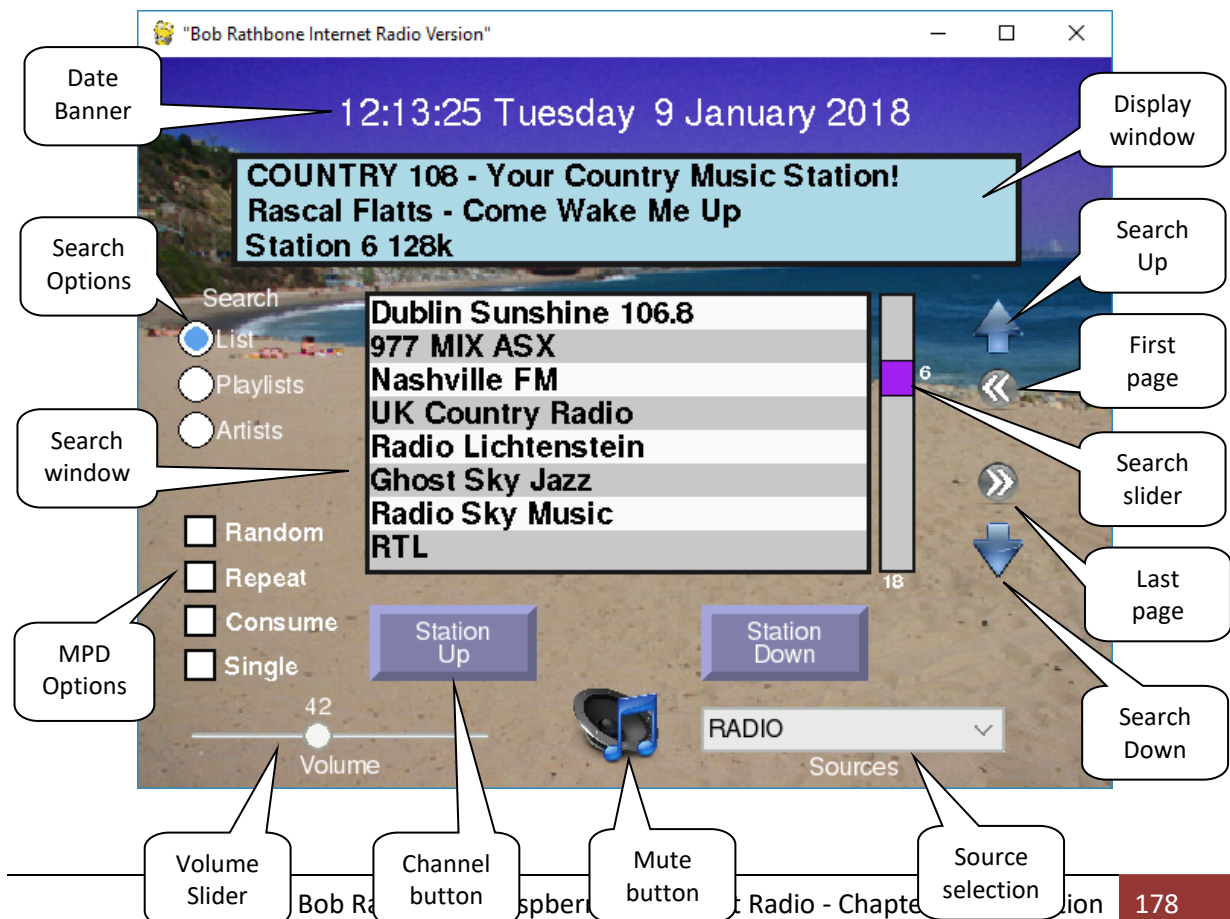 "Bob Rathbone Internet Radio Version"
Date
Banner
12:13:25 Tuesday 9 January 2018
Display
window
COUNTRY 108 - Your Country Music Station!
Rascal Flatts - Come Wake Me Up
Station 6 128k
Search
Options
Search
Up
Search
List
Playlists
Artists
Dublin Sunshine 106.8
977 MIX ASX
Nashville FM
UK Country Radio
Radio Lichtenstein
Ghost Sky Jazz
Radio Sky Music
RTL
6
18
First
page
Search
window
Search
slider
Random
Repeat
Consume
Single
Last
page
MPD
Options
Station
Up
Station
Down
Search
Down
42
Volume
RADIO
Sources
Volume
Slider
Channel
button
Mute
button
Source
selection
Bob Radio - 178